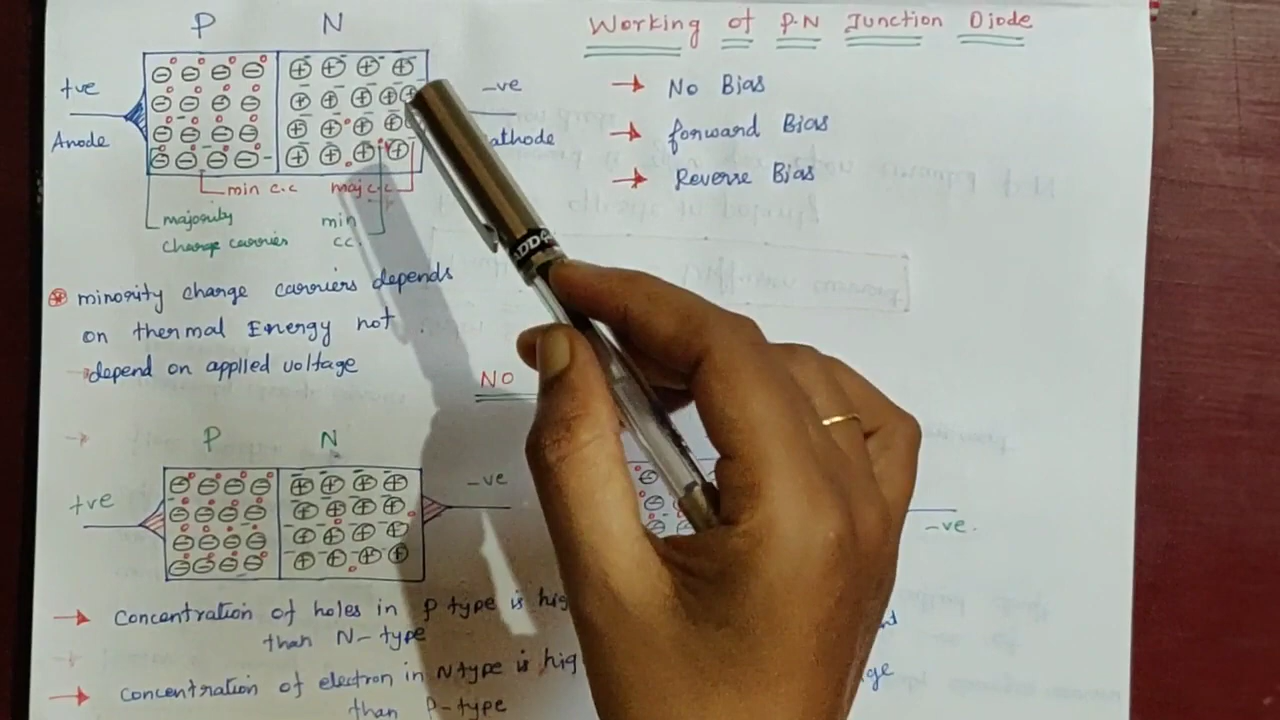 P N
Working of P-N Junction Diode
+ve
-ve
No Bias
Anode
athode
forward Bias
Reverse Bias
min c.c maj c.c
majority
charge carries
min
cc.
minority charge carriers depends
on thermal Energy not
depend on applied voltage
NO
P N
+ve
-ve
-ve.
Concentration of holes in P type is hig
than N-type
Concentration of electron in N type is hig
than P-type